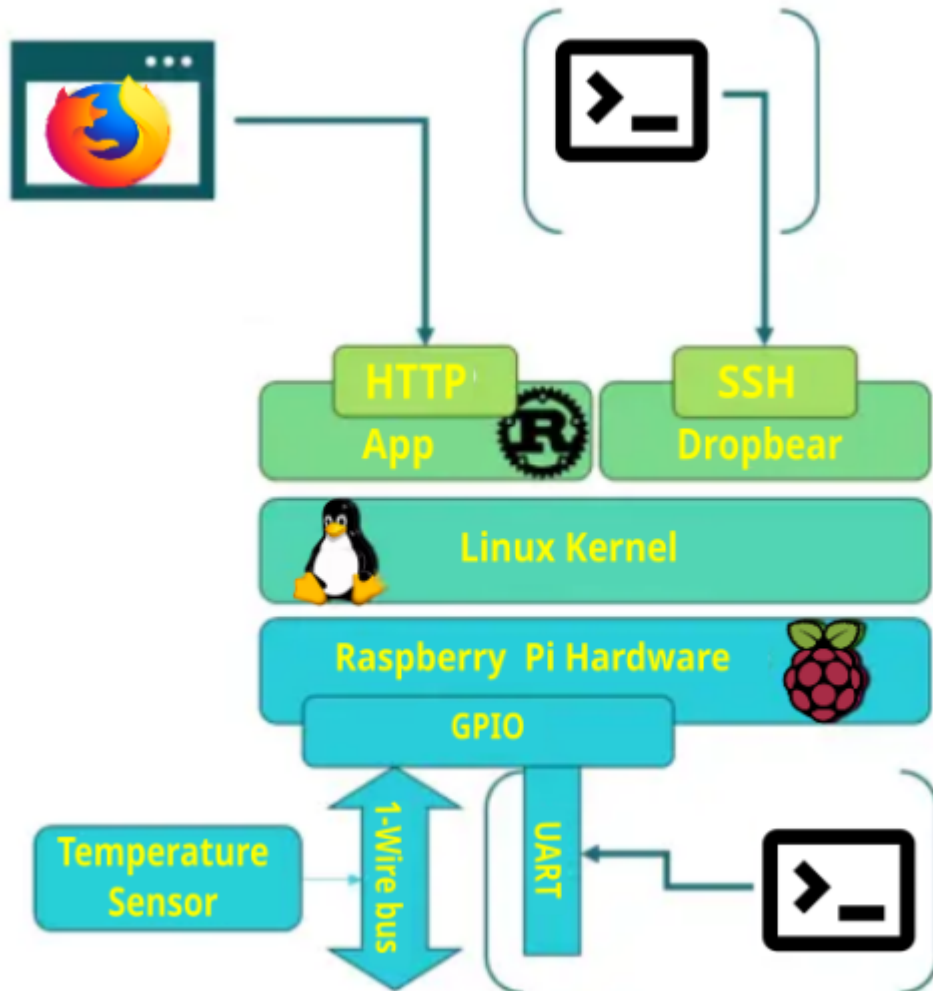 HTTP
SSH
App
R
Dropbear
Linux Kernel
Raspberry Pi Hardware
GPIO
1-Wire bus
UART
Temperature
Sensor